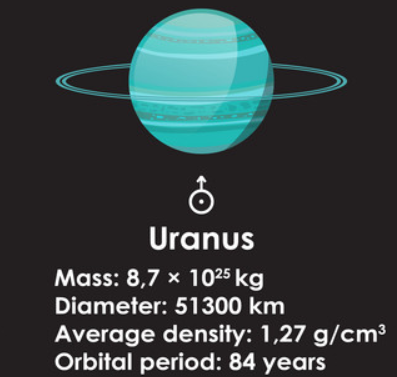 Uranus
Mass: 8,7 × 10²⁵ kg
Diameter: 51300 km
Average density: 1,27 g/cm³
Orbital period: 84 years